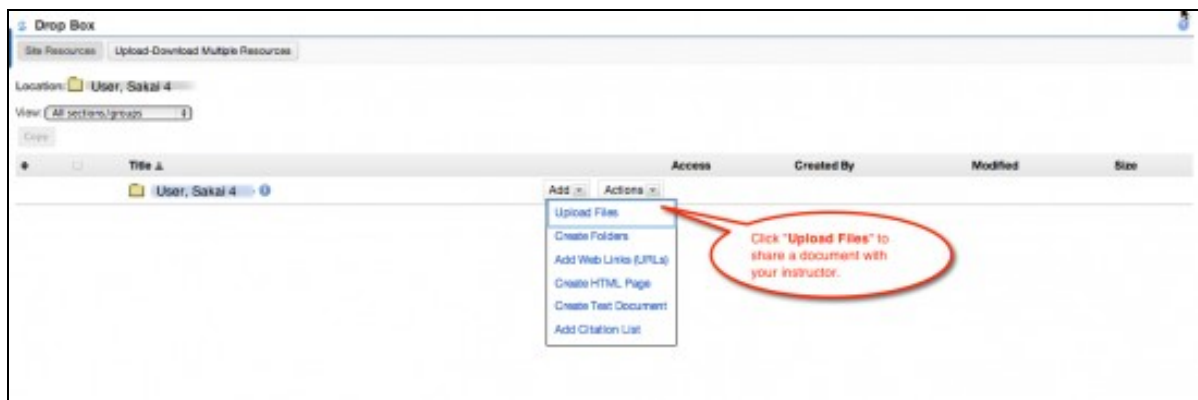 Drop Box
Site Resources Upload-Download Multiple Resources
Location: User, Sakai 4
View: All sections/groups
Copy
Title Access Created By Modified Size
User, Sakai 4 Add Actions
Upload Files
Create Folders
Add Web Links (URLs)
Create HTML Page
Create Text Document
Add Citation List
Click "Upload Files" to
share a document with
your instructor.